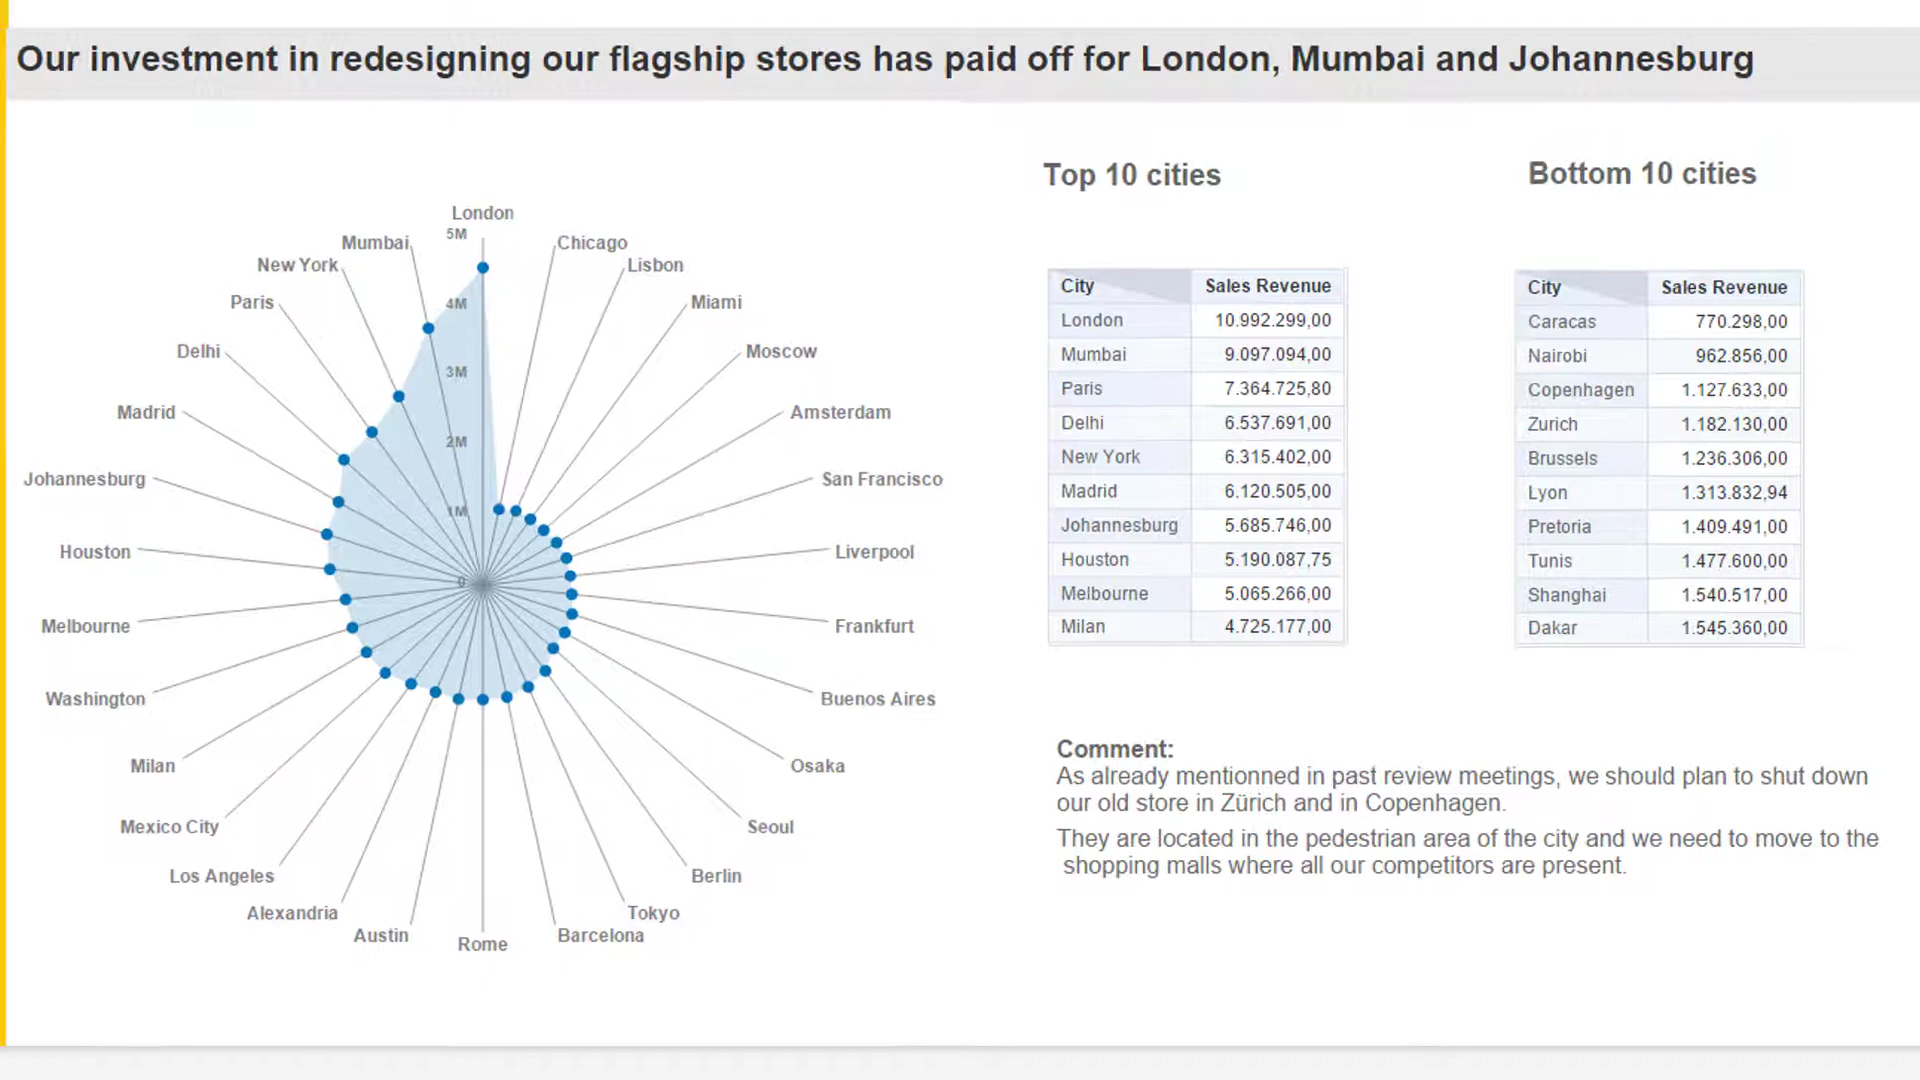 Our investment in redesigning our flagship stores has paid off for London, Mumbai and Johannesburg
London
5M
Mumbai
Chicago
New York
Lisbon
Paris
4M
Miami
Delhi
3M
Moscow
Madrid
2M
Amsterdam
Johannesburg
1M
San Francisco
Houston
0
Liverpool
Melbourne
Frankfurt
Washington
Buenos Aires
Milan
Osaka
Mexico City
Seoul
Los Angeles
Berlin
Alexandria
Tokyo
Austin
Rome
Barcelona
Top 10 cities
City Sales Revenue
London 10.992.299,00
Mumbai 9.097.094,00
Paris 7.364.725,80
Delhi 6.537.691,00
New York 6.315.402,00
Madrid 6.120.505,00
Johannesburg 5.685.746,00
Houston 5.190.087,75
Melbourne 5.065.266,00
Milan 4.725.177,00
Bottom 10 cities
City Sales Revenue
Caracas 770.298,00
Nairobi 962.856,00
Copenhagen 1.127.633,00
Zurich 1.182.130,00
Brussels 1.236.306,00
Lyon 1.313.832,94
Pretoria 1.409.491,00
Tunis 1.477.600,00
Shanghai 1.540.517,00
Dakar 1.545.360,00
Comment:
As already mentionned in past review meetings, we should plan to shut down
our old store in Zürich and in Copenhagen.
They are located in the pedestrian area of the city and we need to move to the
shopping malls where all our competitors are present.